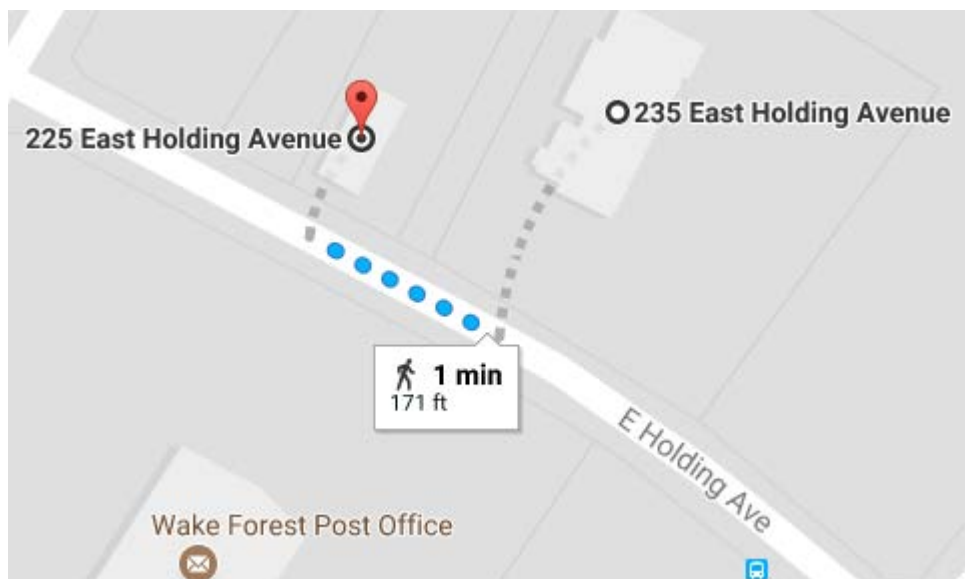 235 East Holding Avenue
225 East Holding Avenue
1 min
171 ft
E Holding Ave
Wake Forest Post Office